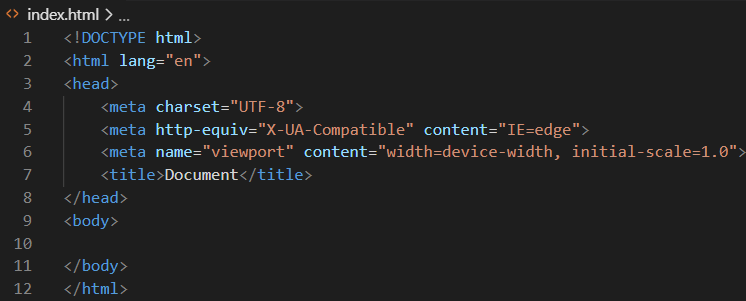 <> index.html > ...
1 <!DOCTYPE html>
2 <html lang="en">
3 <head>
4     <meta charset="UTF-8">
5     <meta http-equiv="X-UA-Compatible" content="IE=edge">
6     <meta name="viewport" content="width=device-width, initial-scale=1.0">
7     <title>Document</title>
8 </head>
9 <body>
10
11 </body>
12 </html>